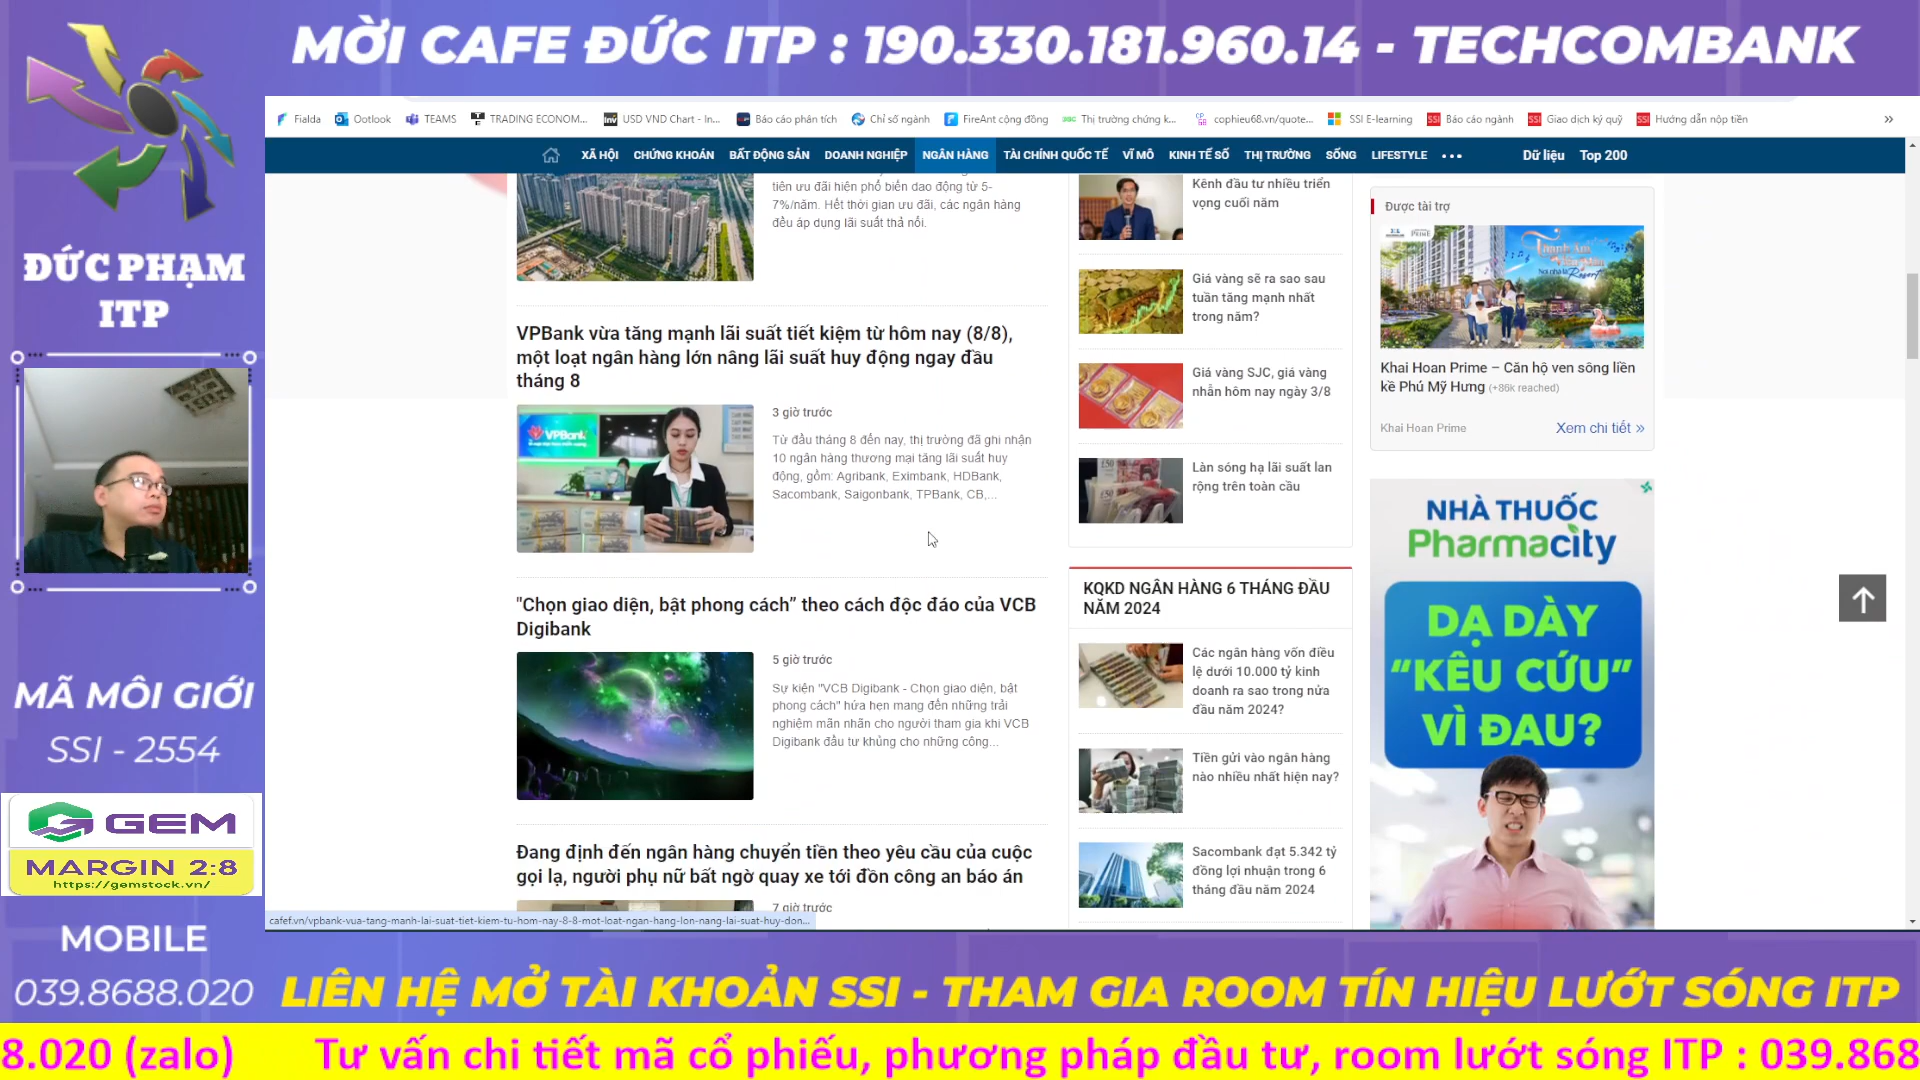 MỜI CAFE ĐỨC ITP : 190.330.181.960.14 - TECHCOMBANK
ĐỨC PHẠM
ITP
MÃ MÔI GIỚI
SSI - 2554
GEM
MARGIN 2:8
https://gemstock.vn/
MOBILE
039.8688.020
Fialda
Ootlook
TEAMS
TRADING ECONOM...
USD VND Chart - In...
Báo cáo phân tích
Chỉ số ngành
FireAnt cộng đồng
Thị trường chứng k...
cophieu68.vn/quote...
SSI E-learning
Báo cáo ngành
Giao dịch ký quỹ
Hướng dẫn nộp tiền
XÃ HỘI CHỨNG KHOÁN BẤT ĐỘNG SẢN DOANH NGHIỆP NGÂN HÀNG TÀI CHÍNH QUỐC TẾ VĨ MÔ KINH TẾ SỐ THỊ TRƯỜNG SỐNG LIFESTYLE Dữ liệu Top 200
tiên ưu đãi hiện phổ biến dao động từ 5-
7%/năm. Hết thời gian ưu đãi, các ngân hàng
đều áp dụng lãi suất thả nổi.
VPBank vừa tăng mạnh lãi suất tiết kiệm từ hôm nay (8/8),
một loạt ngân hàng lớn nâng lãi suất huy động ngay đầu
tháng 8
VPBank
3 giờ trước
Từ đầu tháng 8 đến nay, thị trường đã ghi nhận
10 ngân hàng thương mại tăng lãi suất huy
động, gồm: Agribank, Eximbank, HDBank,
Sacombank, Saigonbank, TPBank, CB,...
"Chọn giao diện, bật phong cách” theo cách độc đáo của VCB
Digibank
5 giờ trước
Sự kiện "VCB Digibank - Chọn giao diện, bật
phong cách" hứa hẹn mang đến những trải
nghiệm mãn nhãn cho người tham gia khi VCB
Digibank đầu tư khủng cho những công...
Đang định đến ngân hàng chuyển tiền theo yêu cầu của cuộc
gọi lạ, người phụ nữ bất ngờ quay xe tới đồn công an báo án
7 giờ trước
cafef.vn/vpbank-vua-tang-manh-lai-suat-tiet-kiem-tu-hom-nay-8-8-mot-loat-ngan-hang-lon-nang-lai-suat-huy-don...
Kênh đầu tư nhiều triển
vọng cuối năm
Giá vàng sẽ ra sao sau
tuần tăng mạnh nhất
trong năm?
Giá vàng SJC, giá vàng
nhẫn hôm nay ngày 3/8
Làn sóng hạ lãi suất lan
rộng trên toàn cầu
KQKD NGÂN HÀNG 6 THÁNG ĐẦU
NĂM 2024
Các ngân hàng vốn điều
lệ dưới 10.000 tỷ kinh
doanh ra sao trong nửa
đầu năm 2024?
Tiền gửi vào ngân hàng
nào nhiều nhất hiện nay?
Sacombank đạt 5.342 tỷ
đồng lợi nhuận trong 6
tháng đầu năm 2024
Được tài trợ
Khai Hoan Prime – Căn hộ ven sông liền
kề Phú Mỹ Hưng (+86k reached)
Khai Hoan Prime
Xem chi tiết »
NHÀ THUỐC
Pharmacity
DẠ DÀY
“KÊU CỨU”
VÌ ĐAU?
LIÊN HỆ MỞ TÀI KHOẢN SSI - THAM GIA ROOM TÍN HIỆU LƯỚT SÓNG ITP
8.020 (zalo) Tư vấn chi tiết mã cổ phiếu, phương pháp đầu tư, room lướt sóng ITP : 039.868